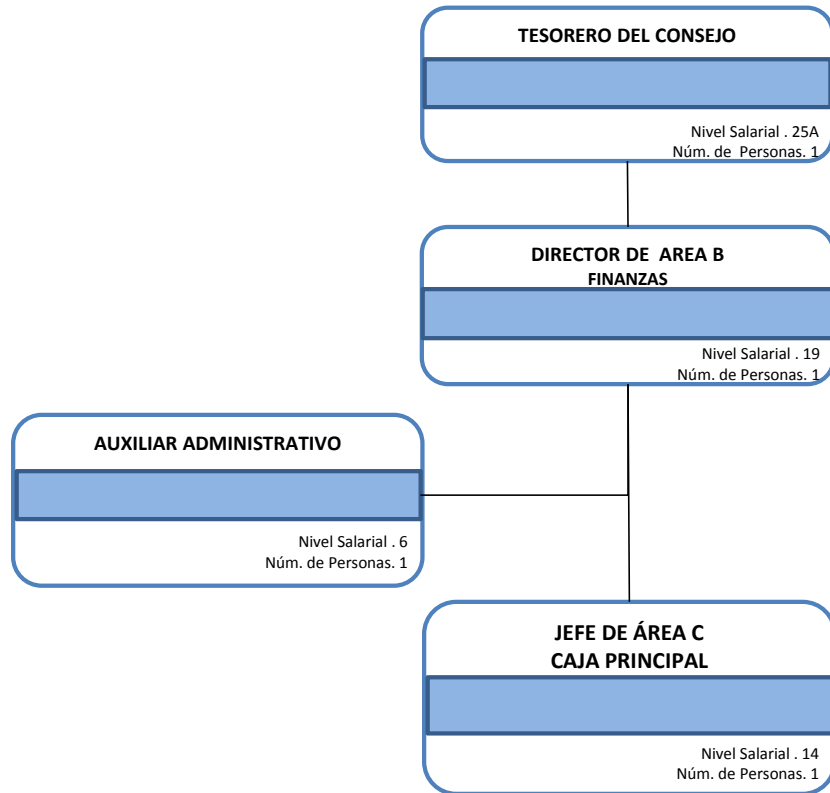 TESORERO DEL CONSEJO
Nivel Salarial . 25A
Núm. de  Personas. 1
DIRECTOR DE  AREA B
FINANZAS
Nivel Salarial . 19
Núm. de Personas. 1
AUXILIAR ADMINISTRATIVO
Nivel Salarial . 6
Núm. de Personas. 1
JEFE DE ÁREA C
CAJA PRINCIPAL
Nivel Salarial . 14
Núm. de Personas. 1